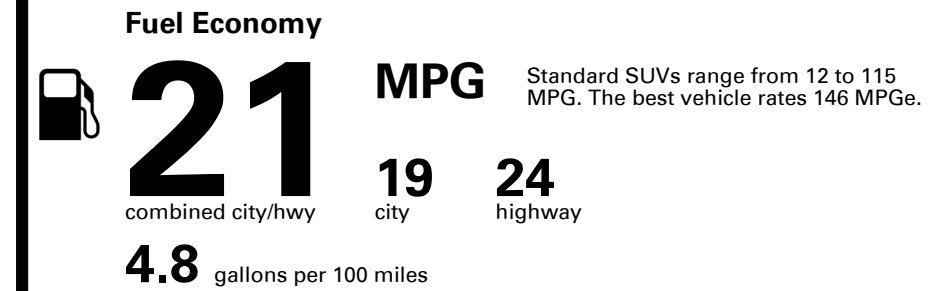 Fuel Economy
21 MPG
Standard SUVs range from 12 to 115
MPG. The best vehicle rates 146 MPGe.
19 24
combined city/hwy city highway
4.8 gallons per 100 miles